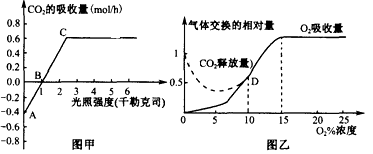 CO₂的吸收量(mol/h)
0.8
0.6
0.4
0.2
0.0
-0.2
-0.4
-0.6
-0.8
A
B
C
1 2 3 4 5 6
光照强度(千勒克司)
图甲
气体交换的相对量
1
0.5
0
CO₂释放量)
D
O₂吸收量
5 10 15 20 25
O₂%浓度
图乙